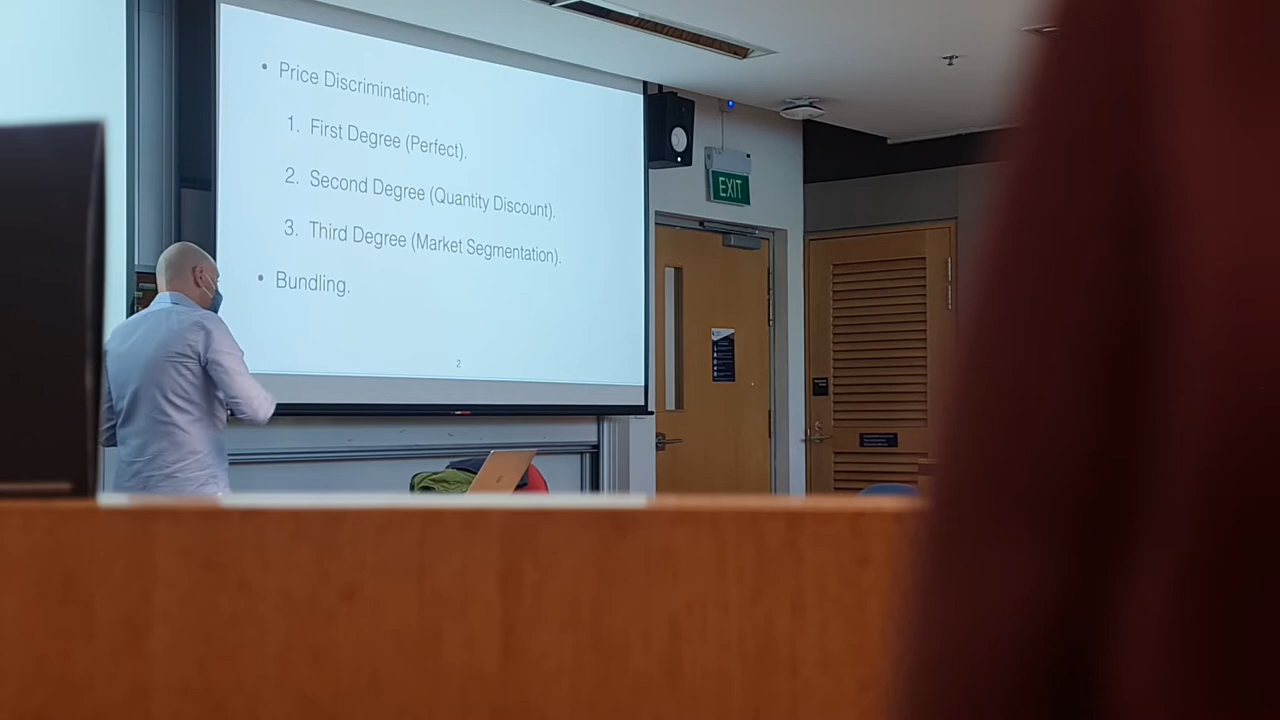 • Price Discrimination:
1. First Degree (Perfect).
2. Second Degree (Quantity Discount).
3. Third Degree (Market Segmentation).
• Bundling.
2
EXIT